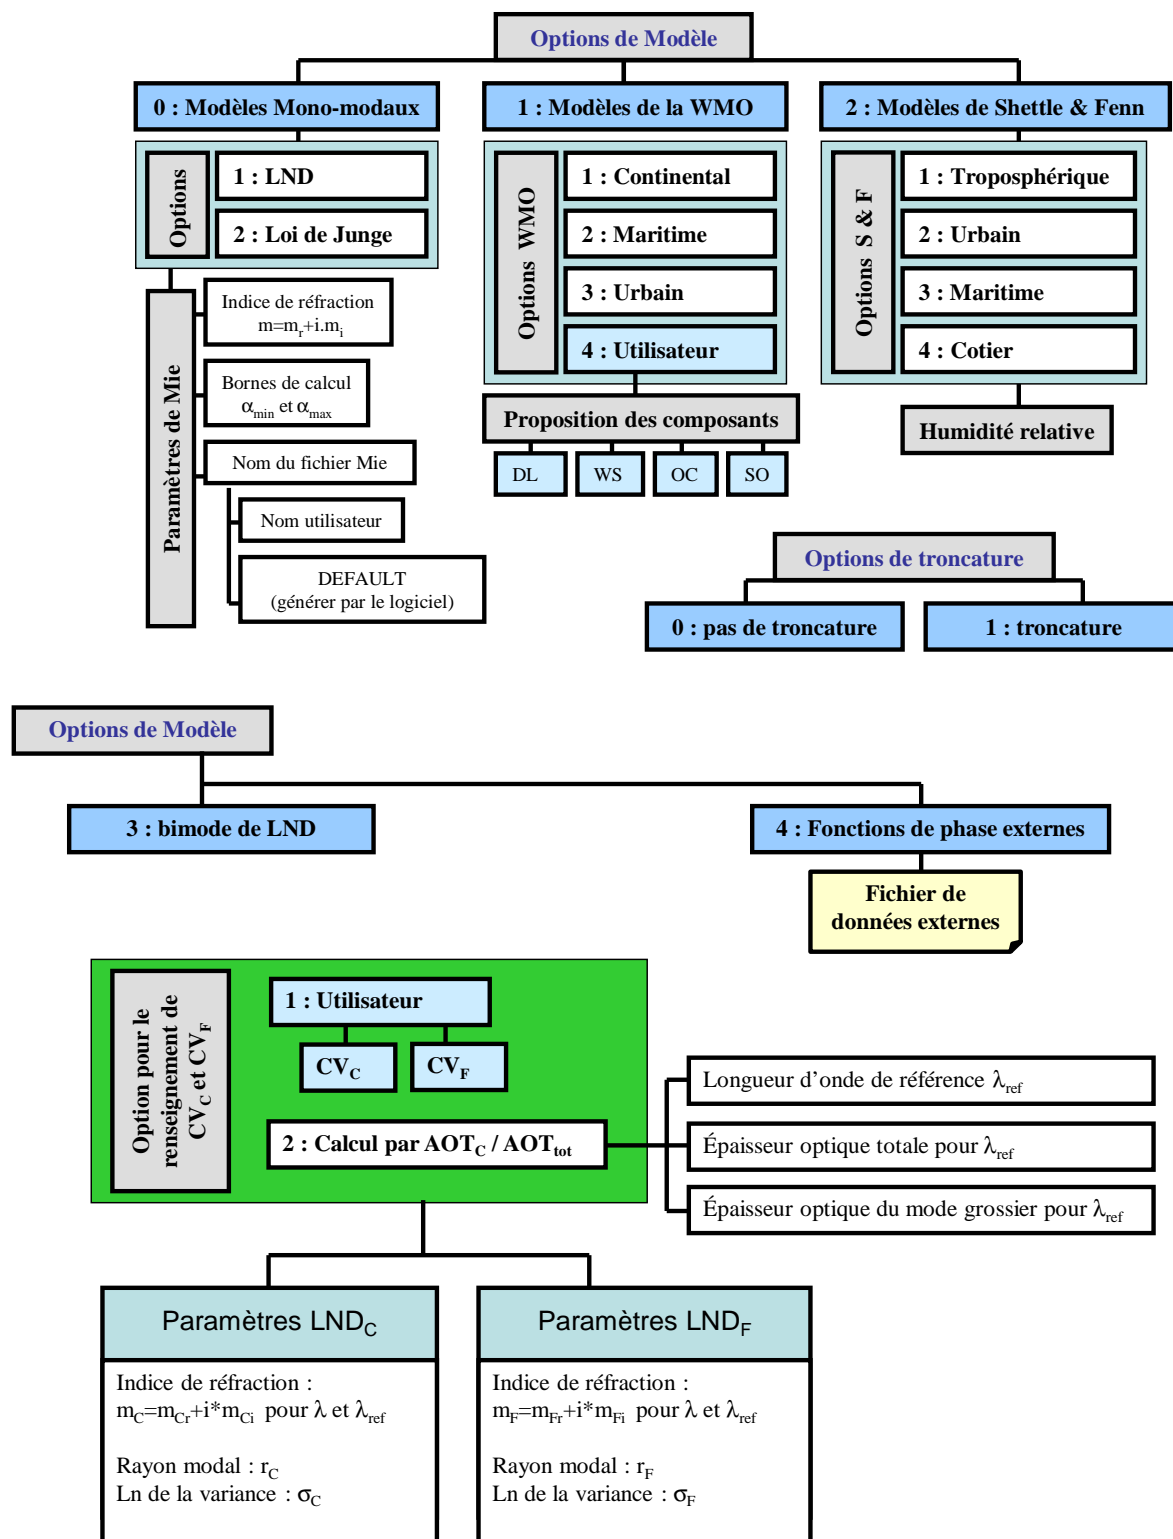 Options de Modèle
0 : Modèles Mono-modaux
1 : Modèles de la WMO
2 : Modèles de Shettle & Fenn
Options
1 : LND
2 : Loi de Junge
Paramètres de Mie
Indice de réfraction
m=mr+i.mi
Bornes de calcul
αmin et αmax
Nom du fichier Mie
Nom utilisateur
DEFAULT
(générer par le logiciel)
Options WMO
1 : Continental
2 : Maritime
3 : Urbain
4 : Utilisateur
Proposition des composants
DL
WS
OC
SO
Options S & F
1 : Troposphérique
2 : Urbain
3 : Maritime
4 : Cotier
Humidité relative
Options de troncature
0 : pas de troncature
1 : troncature
Options de Modèle
3 : bimode de LND
4 : Fonctions de phase externes
Fichier de
données externes
Option pour le
renseignement de
CVC et CVF
1 : Utilisateur
CVC
CVF
2 : Calcul par AOTC / AOTtot
Longueur d'onde de référence λref
Épaisseur optique totale pour λref
Épaisseur optique du mode grossier pour λref
Paramètres LNDC
Indice de réfraction :
mC=mCr+i*mCi pour λ et λref
Rayon modal : rC
Ln de la variance : σC
Paramètres LNDF
Indice de réfraction :
mF=mFr+i*mFi pour λ et λref
Rayon modal : rF
Ln de la variance : σF